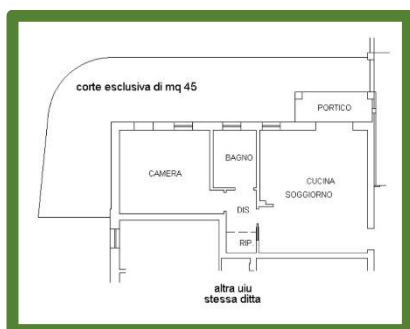 corte esclusiva di mq 45
PORTICO
BAGNO
CAMERA
CUCINA
SOGGIORNO
DIS.
RIP.
altra uiu
stessa ditta